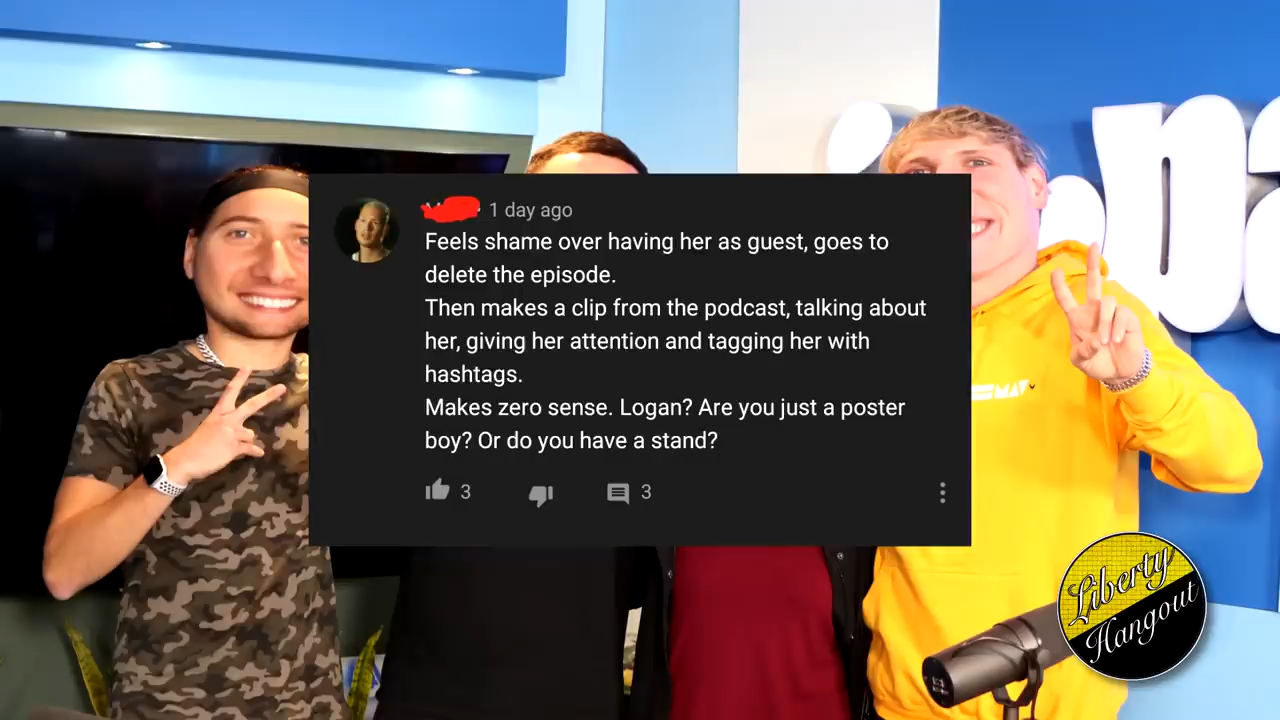 1 day ago
Feels shame over having her as guest, goes to
delete the episode.
Then makes a clip from the podcast, talking about
her, giving her attention and tagging her with
hashtags.
Makes zero sense. Logan? Are you just a poster
boy? Or do you have a stand?
3 3
Liberty
Hangout